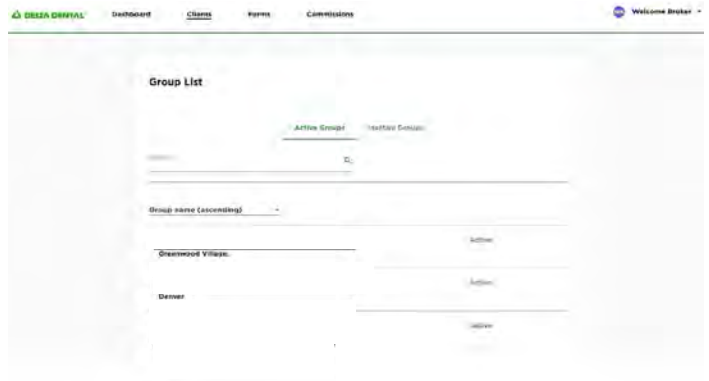 DELTA DENTAL Dashboard Clients Forms Commissions Welcome Broker
Group List
Active Groups Inactive Groups
Group name (ascending)
Active
Greenwood Village,
Active
Denver
Active